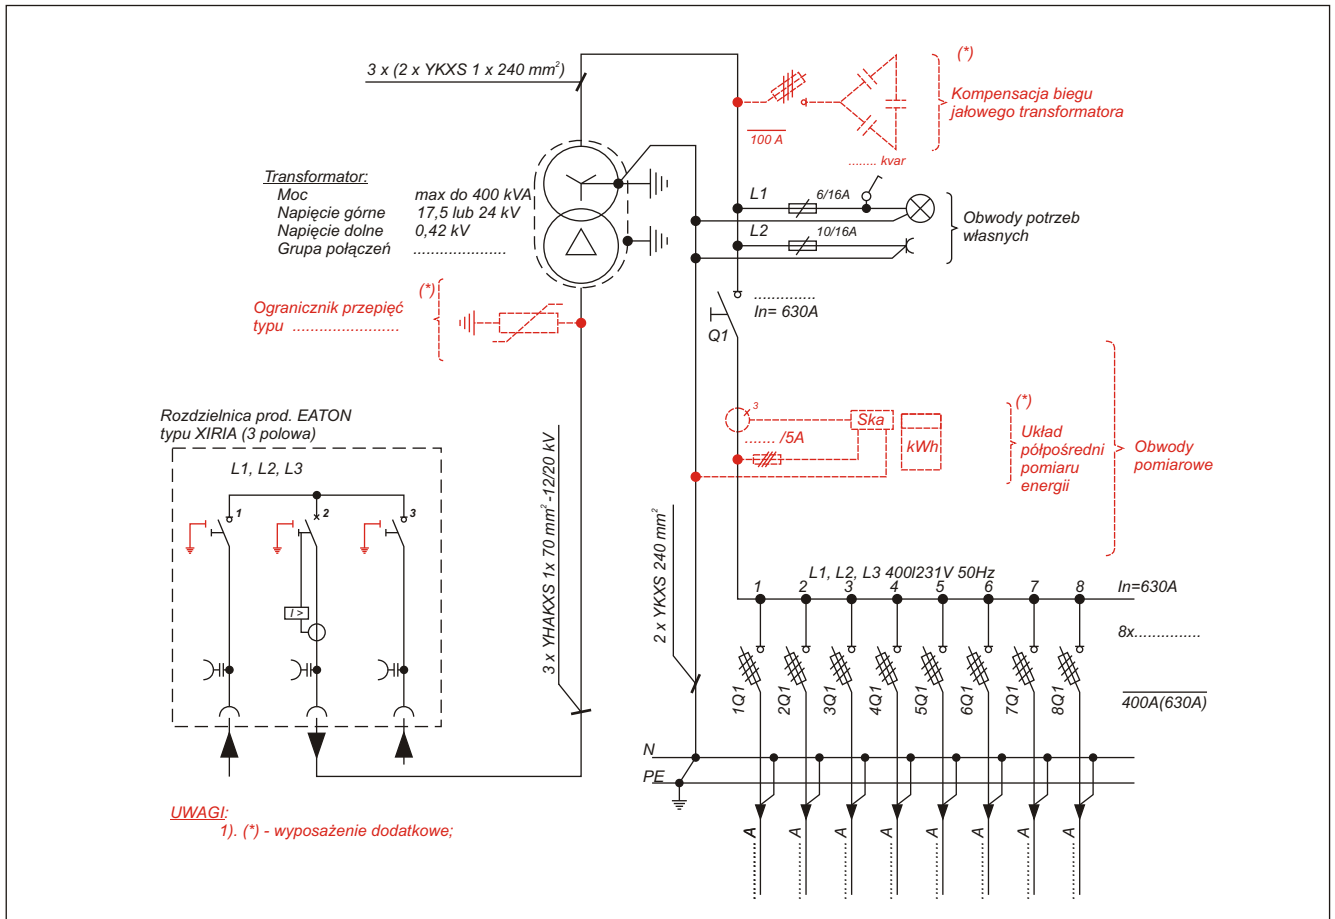 3 x (2 x YKXS 1 x 240 mm²)
(*)
Kompensacja biegu
jałowego transformatora
100 A
........ kvar
Transformator:
Moc max do 400 kVA
Napięcie górne 17,5 lub 24 kV
Napięcie dolne 0,42 kV
Grupa połączeń .....................
L1
6/16A
L2
10/16A
Obwody potrzeb
własnych
(*)
Ogranicznik przepięć
typu ........................
..............
In= 630A
Q1
Rozdzielnica prod. EATON
typu XIRIA (3 polowa)
L1, L2, L3
1
2
3
I >
3 x YHAKXS 1x 70 mm² -12/20 kV
2 x YKXS 240 mm²
3
....... /5A
Ska
kWh
(*)
Układ
półpośredni
pomiaru
energii
Obwody
pomiarowe
L1, L2, L3 400I231V 50Hz
1 2 3 4 5 6 7 8
In=630A
8x...............
400A(630A)
1Q1 2Q1 3Q1 4Q1 5Q1 6Q1 7Q1 8Q1
N
PE
............ A ............ A ............ A ............ A ............ A ............ A ............ A ............ A
UWAGI:
1). (*) - wyposażenie dodatkowe;